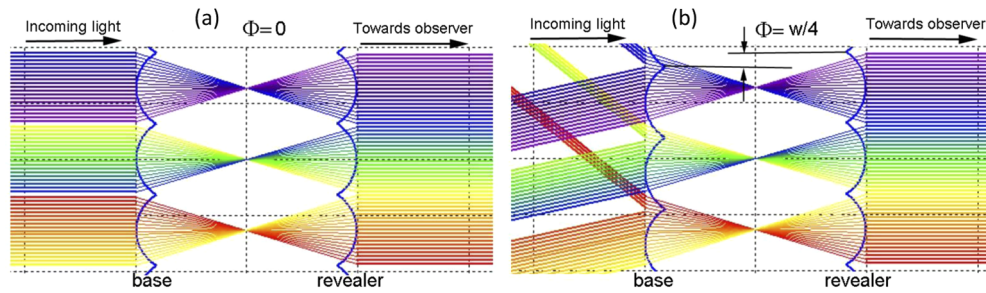 (a)
Incoming light
Φ= 0
Towards observer
base
revealer
(b)
Incoming light
Φ= w/4
Towards observer
base
revealer